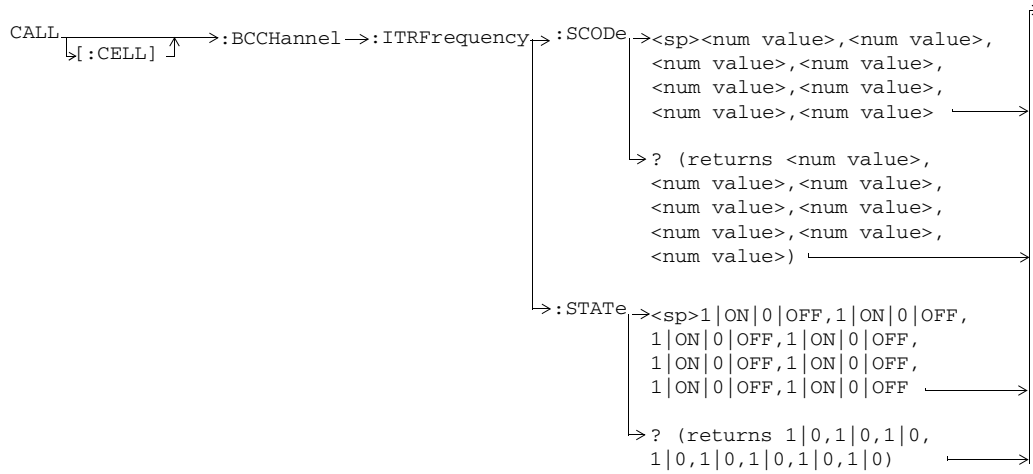 CALL
[:CELL]
:BCCHannel
:ITRFrequency
:SCODe
<sp><num value>,<num value>,
<num value>,<num value>,
<num value>,<num value>,
<num value>,<num value>
? (returns <num value>,
<num value>,<num value>,
<num value>,<num value>,
<num value>,<num value>,
<num value>)
:STATe
<sp>1|ON|0|OFF,1|ON|0|OFF,
1|ON|0|OFF,1|ON|0|OFF,
1|ON|0|OFF,1|ON|0|OFF,
1|ON|0|OFF,1|ON|0|OFF
? (returns 1|0,1|0,1|0,
1|0,1|0,1|0,1|0,1|0)